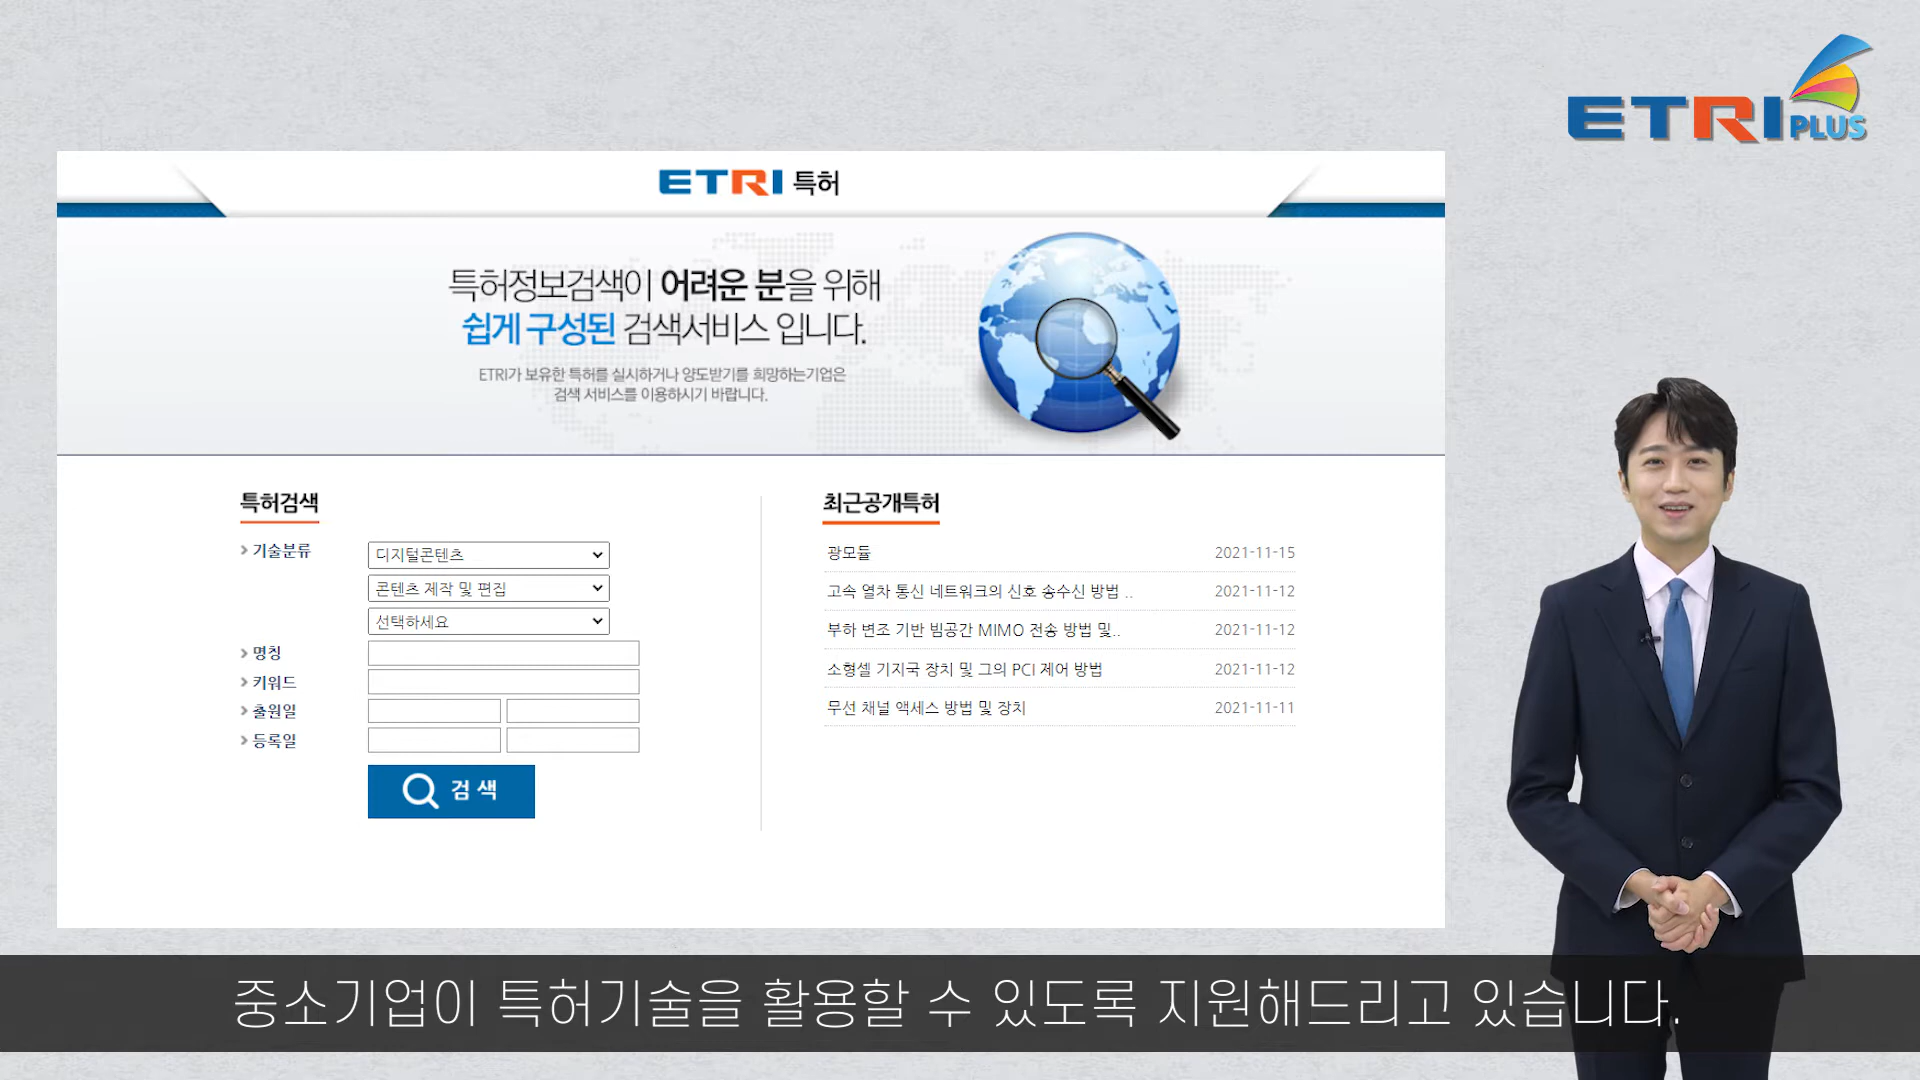 ETRI PLUS
ETRI 특허
특허정보검색이 어려운 분을 위해
쉽게 구성된 검색서비스 입니다.
ETRI가 보유한 특허를 실시하거나 양도받기를 희망하는기업은
검색 서비스를 이용하시기 바랍니다.
특허검색
기술분류
디지털콘텐츠
콘텐츠 제작 및 편집
선택하세요
명칭
키워드
출원일
등록일
검 색
최근공개특허
광모듈 2021-11-15
고속 열차 통신 네트워크의 신호 송수신 방법 .. 2021-11-12
부하 변조 기반 빔공간 MIMO 전송 방법 및.. 2021-11-12
소형셀 기지국 장치 및 그의 PCI 제어 방법 2021-11-12
무선 채널 액세스 방법 및 장치 2021-11-11
중소기업이 특허기술을 활용할 수 있도록 지원해드리고 있습니다.